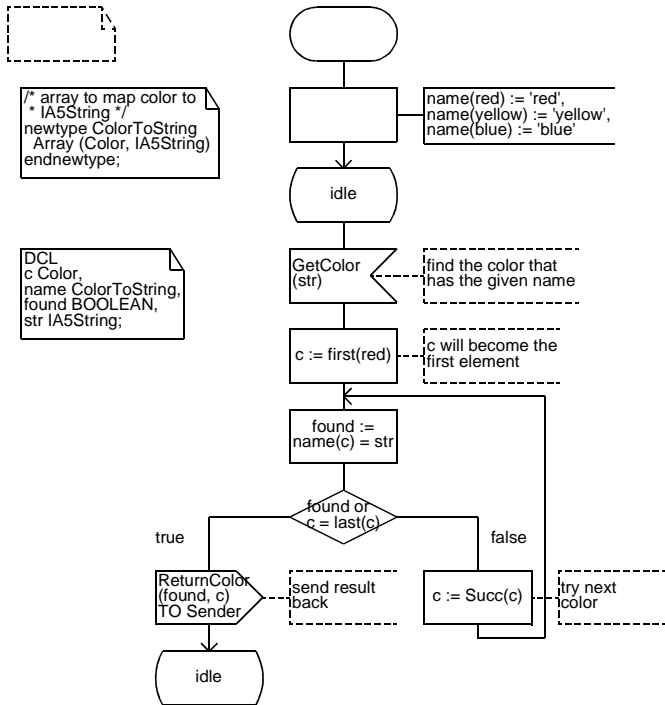 /* array to map color to
* IA5String */
newtype ColorToString
Array (Color, IA5String)
endnewtype;
name(red) := 'red',
name(yellow) := 'yellow',
name(blue) := 'blue'
idle
DCL
c Color,
name ColorToString,
found BOOLEAN,
str IA5String;
GetColor
(str)
find the color that
has the given name
c := first(red)
c will become the
first element
found :=
name(c) = str
found or
c = last(c)
true
false
ReturnColor
(found, c)
TO Sender
send result
back
c := Succ(c)
try next
color
idle